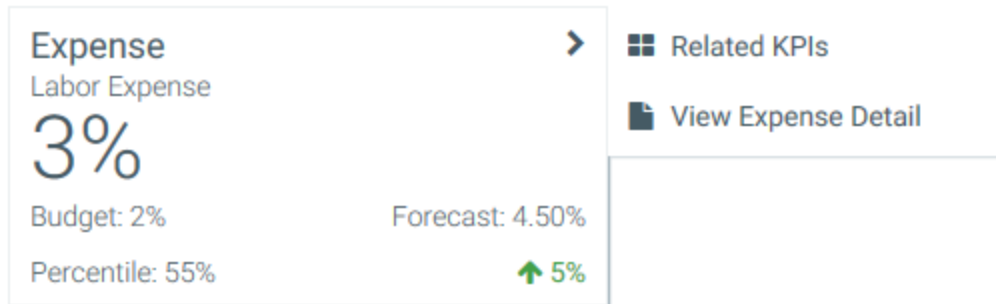 Expense
Labor Expense
3%
Budget: 2%
Forecast: 4.50%
Percentile: 55%
5%
Related KPIs
View Expense Detail